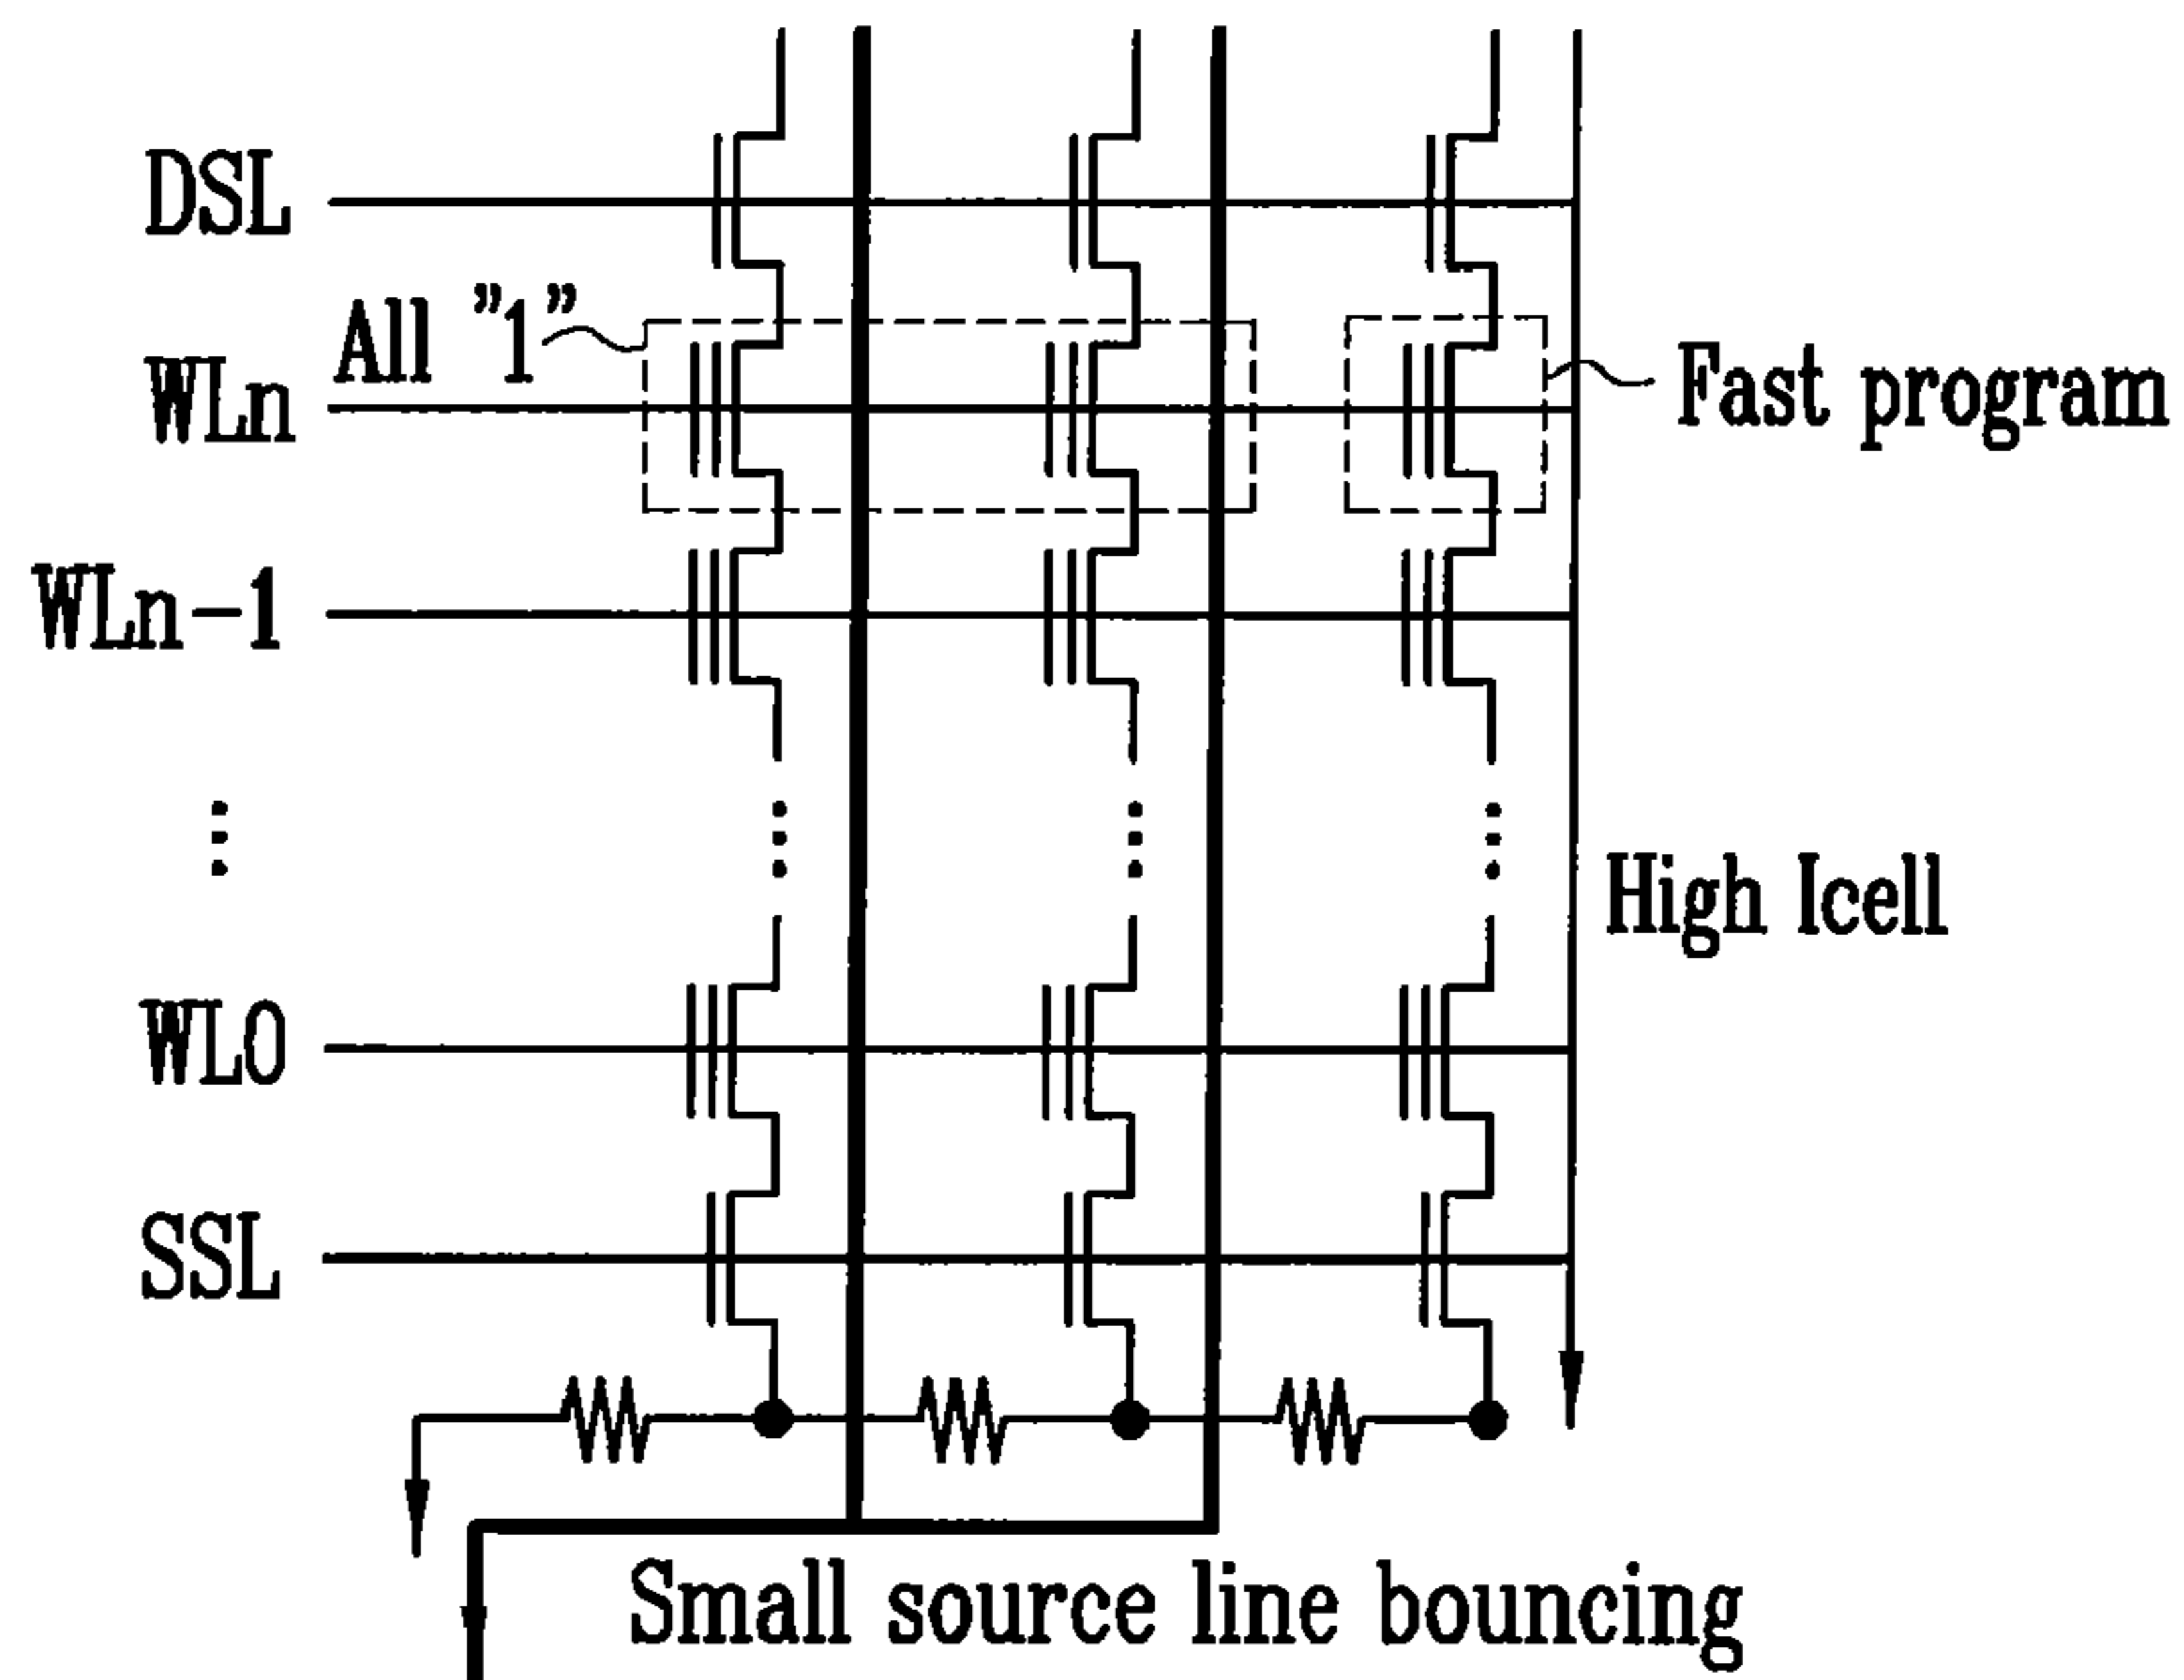 DSL
All "1"
WLn
Fast program
WLn-1
High Icell
WL0
SSL
Small source line bouncing